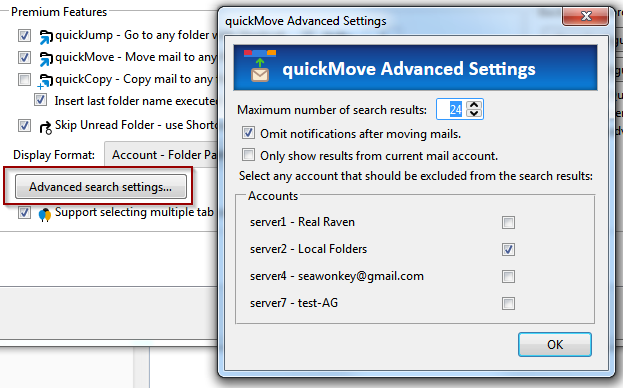 Premium Features
quickJump - Go to any folder
quickMove - Move mail to any
quickCopy - Copy mail to any
Insert last folder name executed
Skip Unread Folder - use
Display Format: Account - Folder
Advanced search settings...
Support selecting multiple tab
quickMove Advanced Settings
quickMove Advanced Settings
Maximum number of search results: 24
Omit notifications after moving mails.
Only show results from current mail account.
Select any account that should be excluded from the search results:
Accounts
server1 - Real Raven
server2 - Local Folders
server4 - seawonkey@gmail.com
server7 - test-AG
OK